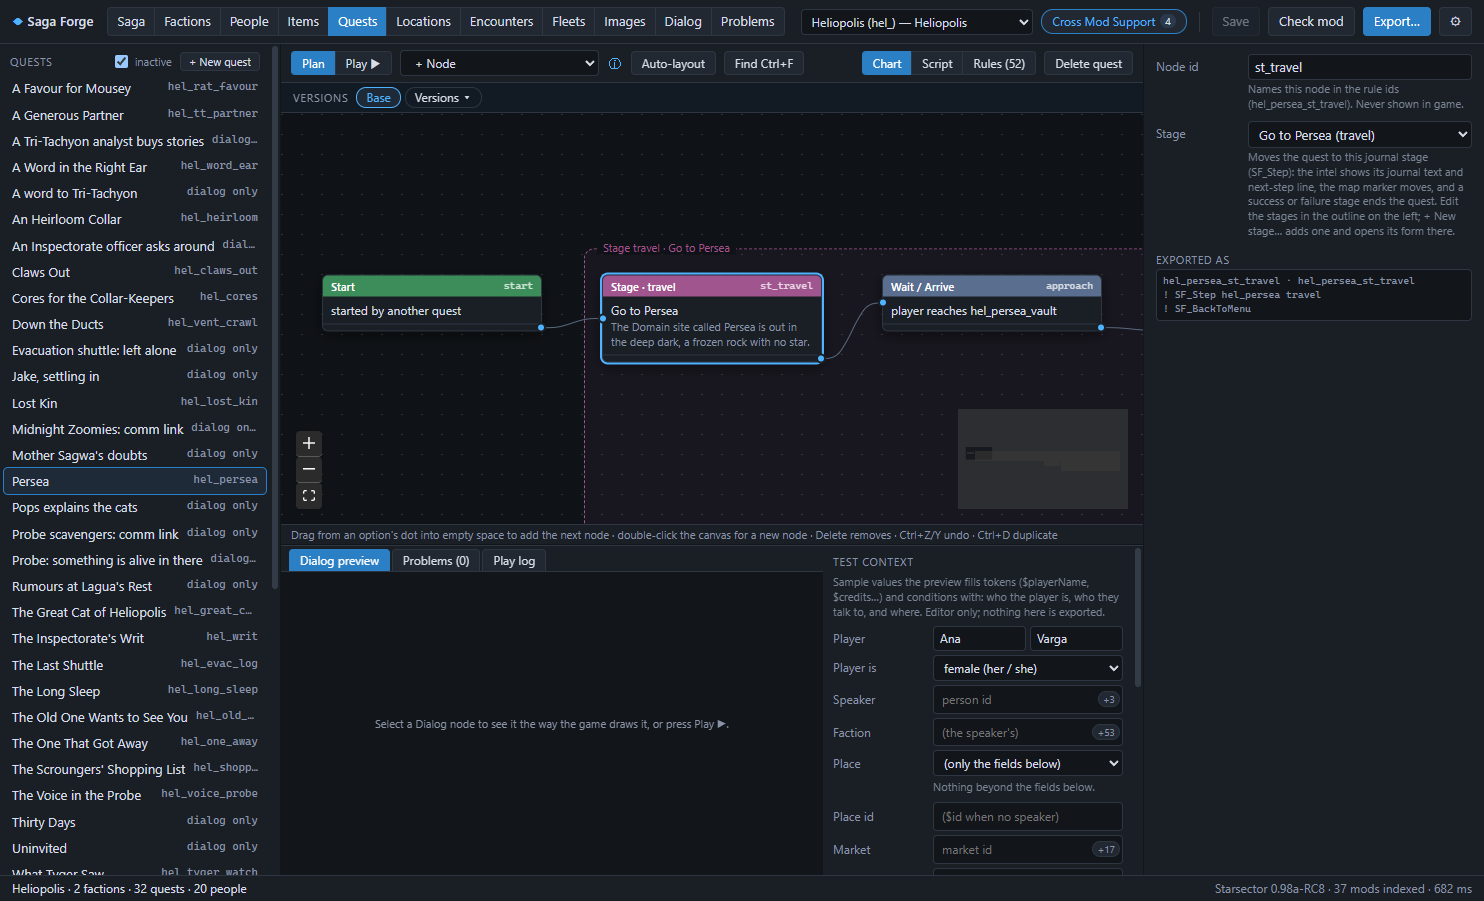 Saga Forge
Saga
Factions
People
Items
Quests
Locations
Encounters
Fleets
Images
Dialog
Problems
Heliopolis (hel_) — Heliopolis
Cross Mod Support 4
Save
Check mod
Export...
QUESTS
inactive
+ New quest
A Favour for Mousey hel_rat_favour
A Generous Partner hel_tt_partner
A Tri-Tachyon analyst buys stories dialog…
A Word in the Right Ear hel_word_ear
A word to Tri-Tachyon dialog only
An Heirloom Collar hel_heirloom
An Inspectorate officer asks around dial…
Claws Out hel_claws_out
Cores for the Collar-Keepers hel_cores
Down the Ducts hel_vent_crawl
Evacuation shuttle: left alone dialog only
Jake, settling in dialog only
Lost Kin hel_lost_kin
Midnight Zoomies: comm link dialog on…
Mother Sagwa's doubts dialog only
Persea hel_persea
Pops explains the cats dialog only
Probe scavengers: comm link dialog only
Probe: something is alive in there dialog…
Rumours at Lagua's Rest dialog only
The Great Cat of Heliopolis hel_great_c…
The Inspectorate's Writ hel_writ
The Last Shuttle hel_evac_log
The Long Sleep hel_long_sleep
The Old One Wants to See You hel_old_…
The One That Got Away hel_one_away
The Scroungers' Shopping List hel_shopp…
The Voice in the Probe hel_voice_probe
Thirty Days dialog only
Uninvited dialog only
What Tyger Saw hel_tyger_watch
Plan
Play ▶
+ Node
Auto-layout
Find Ctrl+F
Chart
Script
Rules (52)
Delete quest
VERSIONS
Base
Versions
Stage travel · Go to Persea
Start start
started by another quest
Stage · travel st_travel
Go to Persea
The Domain site called Persea is out in
the deep dark, a frozen rock with no star.
Wait / Arrive approach
player reaches hel_persea_vault
Drag from an option's dot into empty space to add the next node · double-click the canvas for a new node · Delete removes · Ctrl+Z/Y undo · Ctrl+D duplicate
Dialog preview
Problems (0)
Play log
Select a Dialog node to see it the way the game draws it, or press Play ▶.
TEST CONTEXT
Sample values the preview fills tokens ($playerName,
$credits...) and conditions with: who the player is, who they
talk to, and where. Editor only; nothing here is exported.
Player Ana Varga
Player is female (her / she)
Speaker person id +3
Faction (the speaker's) +53
Place (only the fields below)
Nothing beyond the fields below.
Place id ($id when no speaker)
Market market id +17
Node id st_travel
Names this node in the rule ids
(hel_persea_st_travel). Never shown in game.
Stage Go to Persea (travel)
Moves the quest to this journal stage
(SF_Step): the intel shows its journal text and
next-step line, the map marker moves, and a
success or failure stage ends the quest. Edit
the stages in the outline on the left; + New
stage... adds one and opens its form there.
EXPORTED AS
hel_persea_st_travel · hel_persea_st_travel
! SF_Step hel_persea travel
! SF_BackToMenu
Heliopolis · 2 factions · 32 quests · 20 people
Starsector 0.98a-RC8 · 37 mods indexed · 682 ms